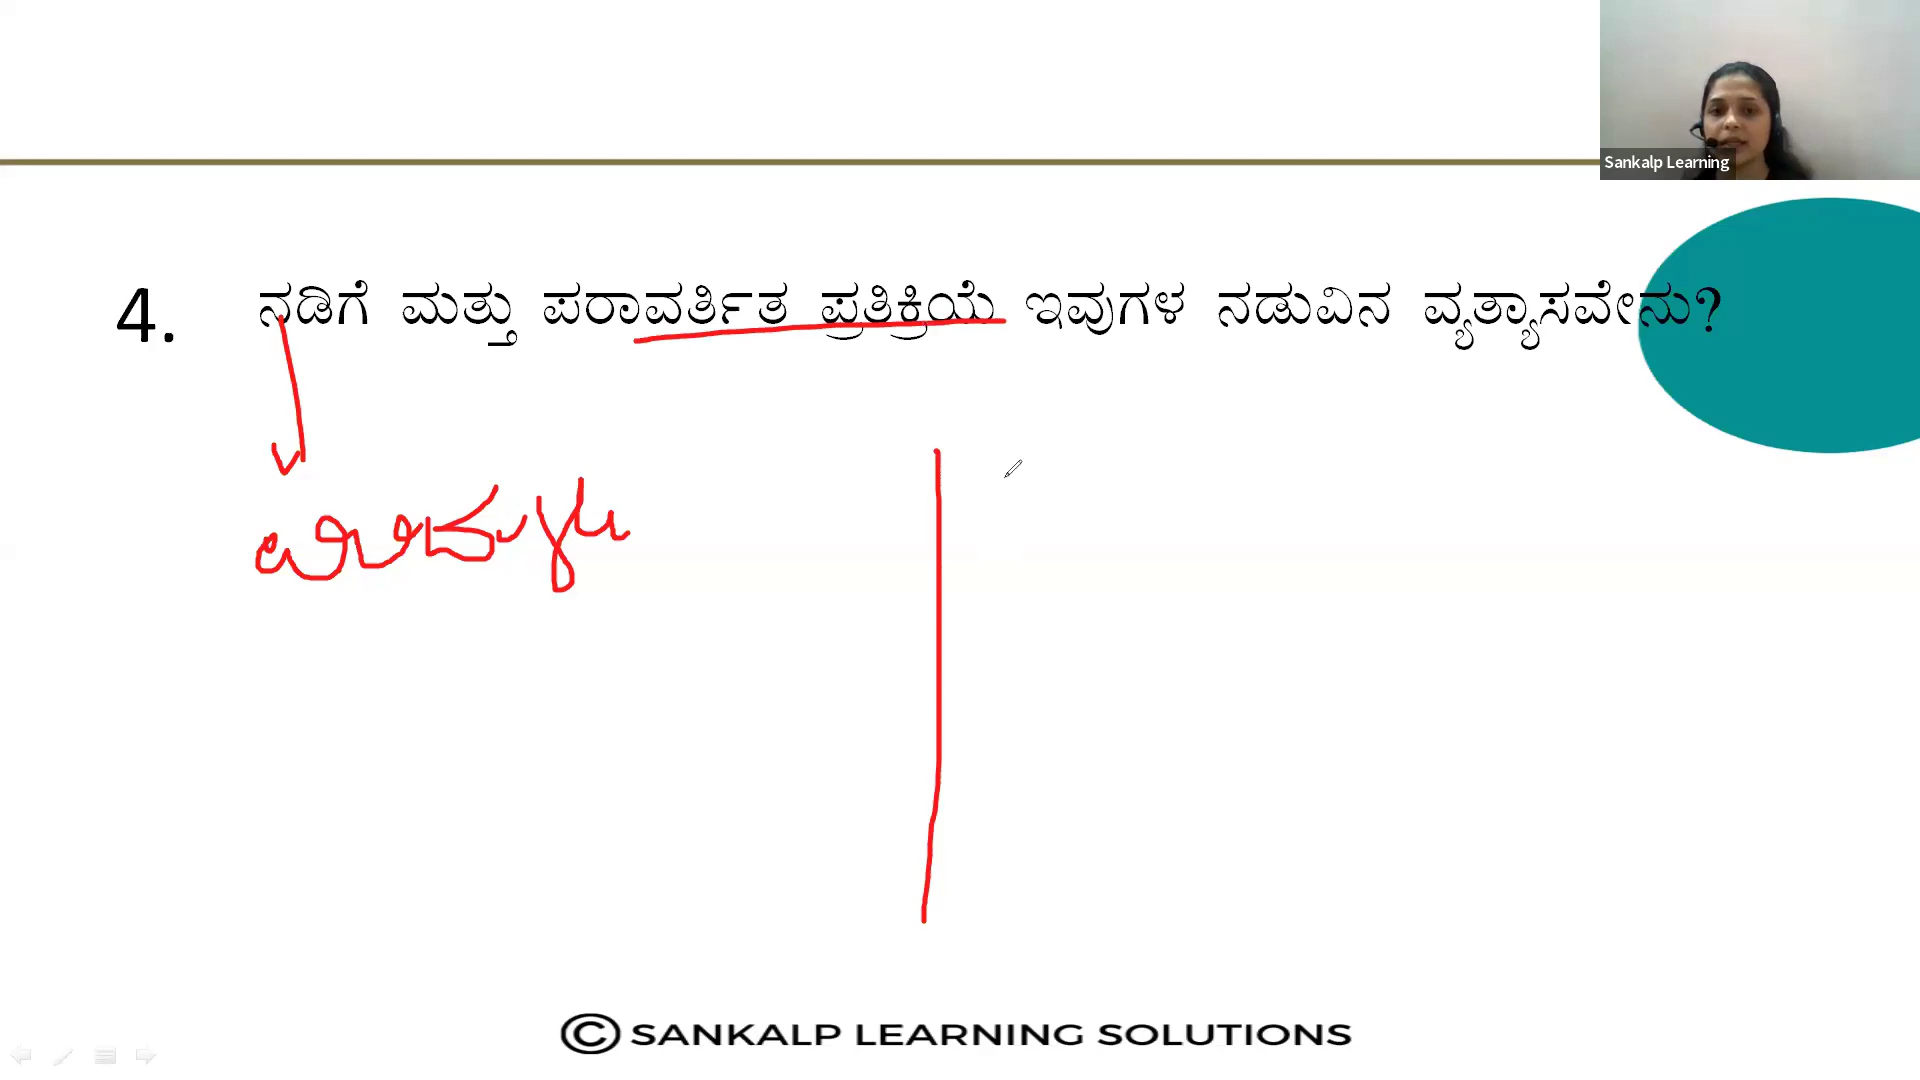 Sankalp Learning
4. ನಡಿಗೆ ಮತ್ತು ಪರಾವರ್ತಿತ ಪ್ರತಿಕ್ರಿಯೆ ಇವುಗಳ ನಡುವಿನ ವ್ಯತ್ಯಾಸವೇನು?
© SANKALP LEARNING SOLUTIONS